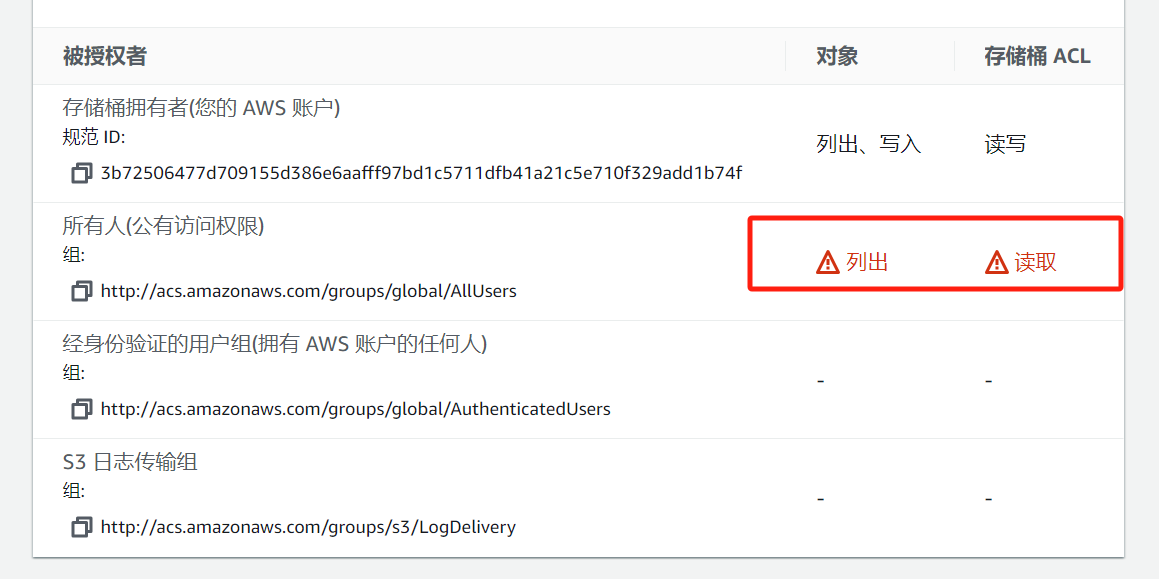 被授权者 对象 存储桶 ACL
存储桶拥有者(您的 AWS 账户)
规范 ID:
3b72506477d709155d386e6aafff97bd1c5711dfb41a21c5e710f329add1b74f
列出、写入 读写
所有人(公有访问权限)
组:
http://acs.amazonaws.com/groups/global/AllUsers
列出 读取
经身份验证的用户组(拥有 AWS 账户的任何人)
组:
http://acs.amazonaws.com/groups/global/AuthenticatedUsers
- -
S3 日志传输组
组:
http://acs.amazonaws.com/groups/s3/LogDelivery
- -